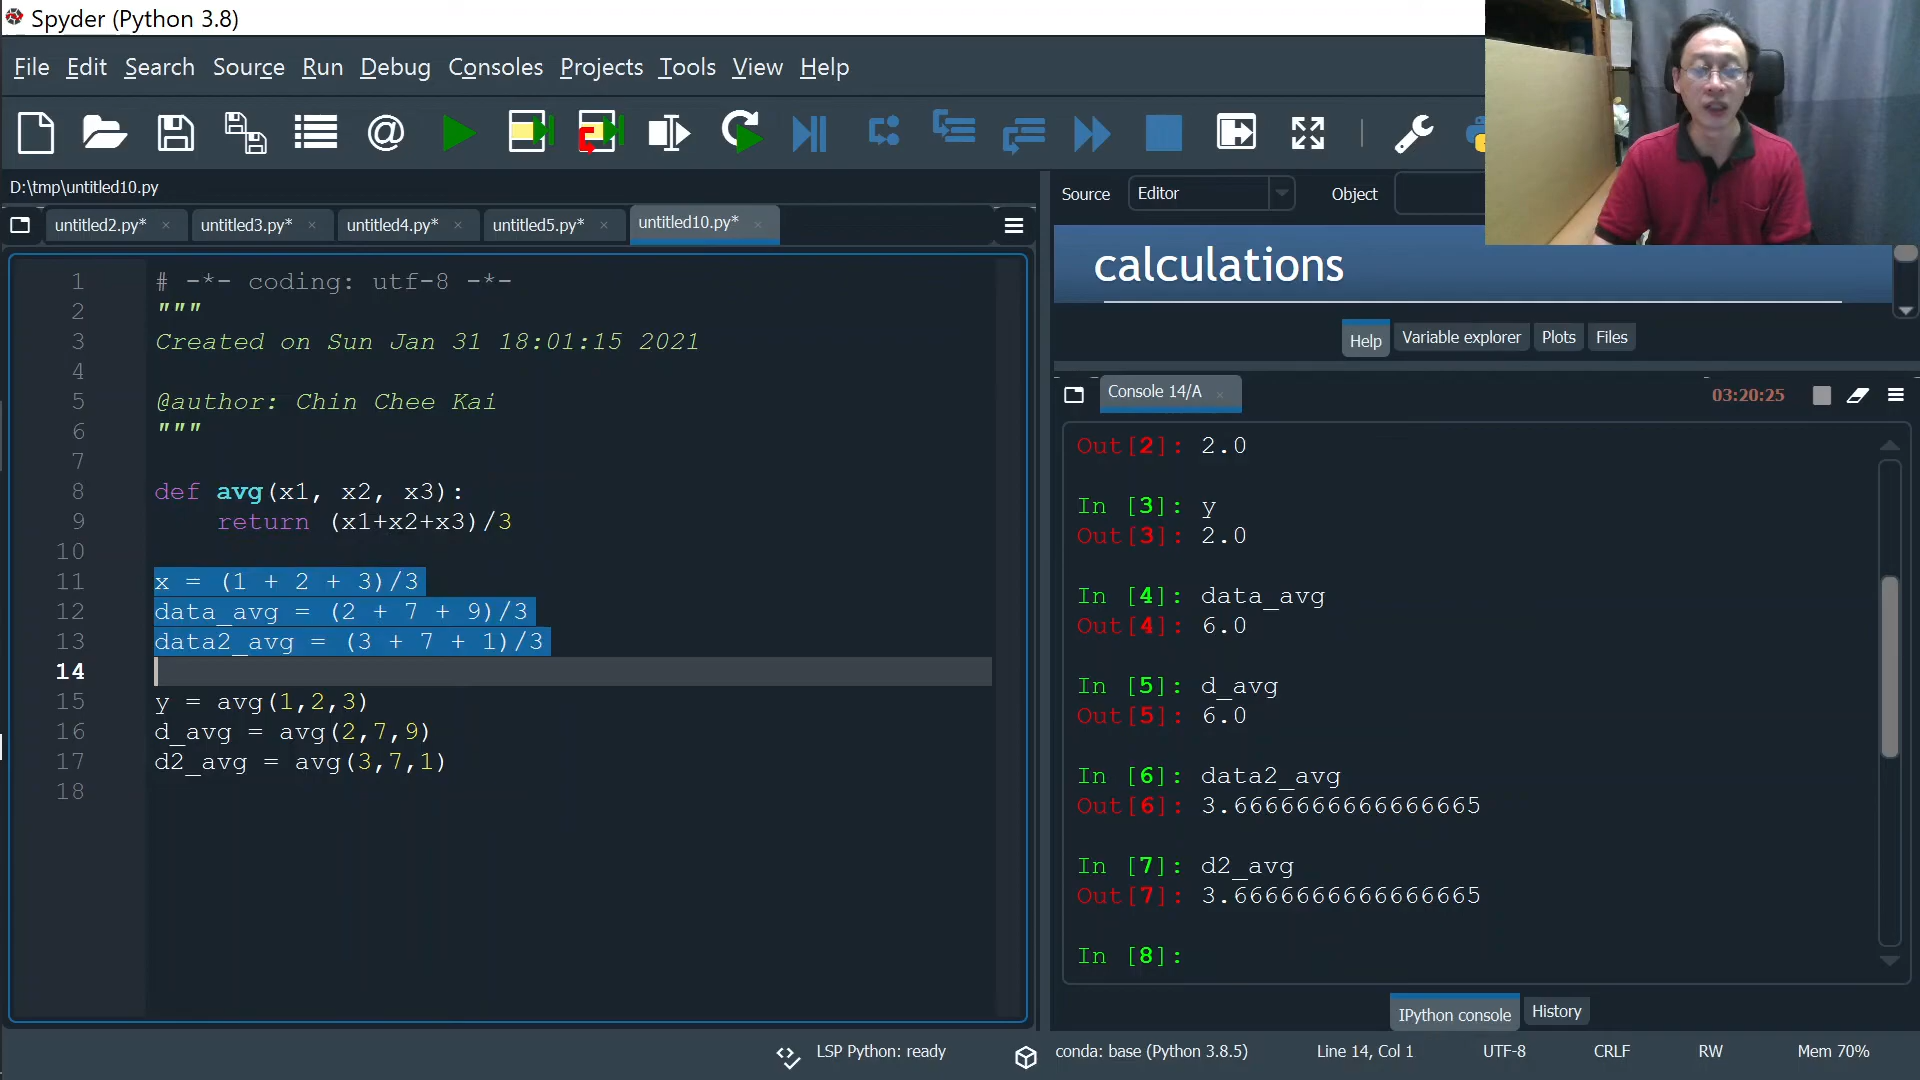 Spyder (Python 3.8)
File Edit Search Source Run Debug Consoles Projects Tools View Help
D:\tmp\untitled10.py
untitled2.py* untitled3.py* untitled4.py* untitled5.py* untitled10.py*
1 # -*- coding: utf-8 -*-
2 """
3 Created on Sun Jan 31 18:01:15 2021
4
5 @author: Chin Chee Kai
6 """
7
8 def avg(x1, x2, x3):
9 return (x1+x2+x3)/3
10
11 x = (1 + 2 + 3)/3
12 data_avg = (2 + 7 + 9)/3
13 data2_avg = (3 + 7 + 1)/3
14
15 y = avg(1,2,3)
16 d_avg = avg(2,7,9)
17 d2_avg = avg(3,7,1)
18
Source Editor Object
calculations
Help Variable explorer Plots Files
Console 14/A 03:20:25
Out[2]: 2.0
In [3]: y
Out[3]: 2.0
In [4]: data_avg
Out[4]: 6.0
In [5]: d_avg
Out[5]: 6.0
In [6]: data2_avg
Out[6]: 3.6666666666666665
In [7]: d2_avg
Out[7]: 3.6666666666666665
In [8]:
IPython console History
LSP Python: ready conda: base (Python 3.8.5) Line 14, Col 1 UTF-8 CRLF RW Mem 70%